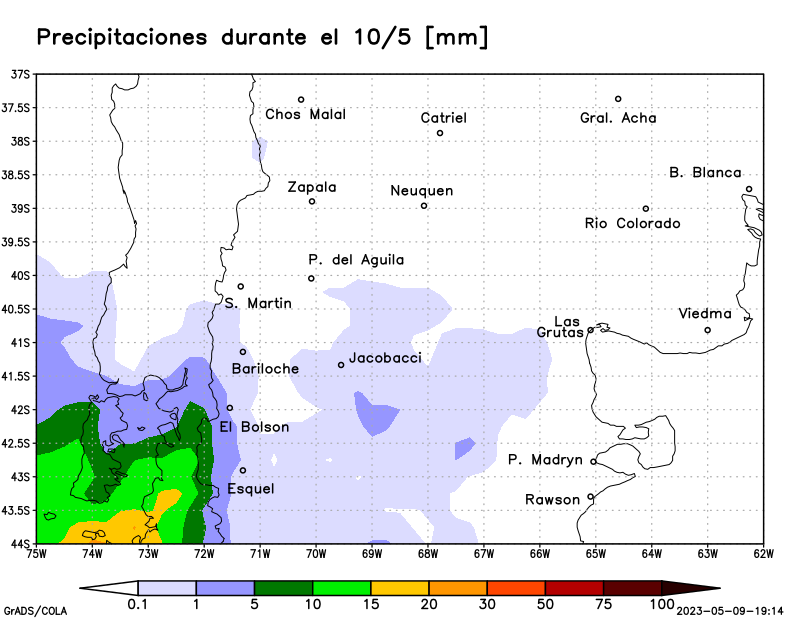 Precipitaciones durante el 10/5 [mm]
37S
37.5S
38S
38.5S
39S
39.5S
40S
40.5S
41S
41.5S
42S
42.5S
43S
43.5S
44S
Chos Malal
Catriel
Gral. Acha
B. Blanca
Zapala
Neuquen
Rio Colorado
P. del Aguila
S. Martin
Viedma
Las
Grutas
Jacobacci
Bariloche
El Bolson
P. Madryn
Esquel
Rawson
75W 74W 73W 72W 71W 70W 69W 68W 67W 66W 65W 64W 63W 62W
0.1 1 5 10 15 20 30 50 75 100
GrADS/COLA
2023-05-09-19:14